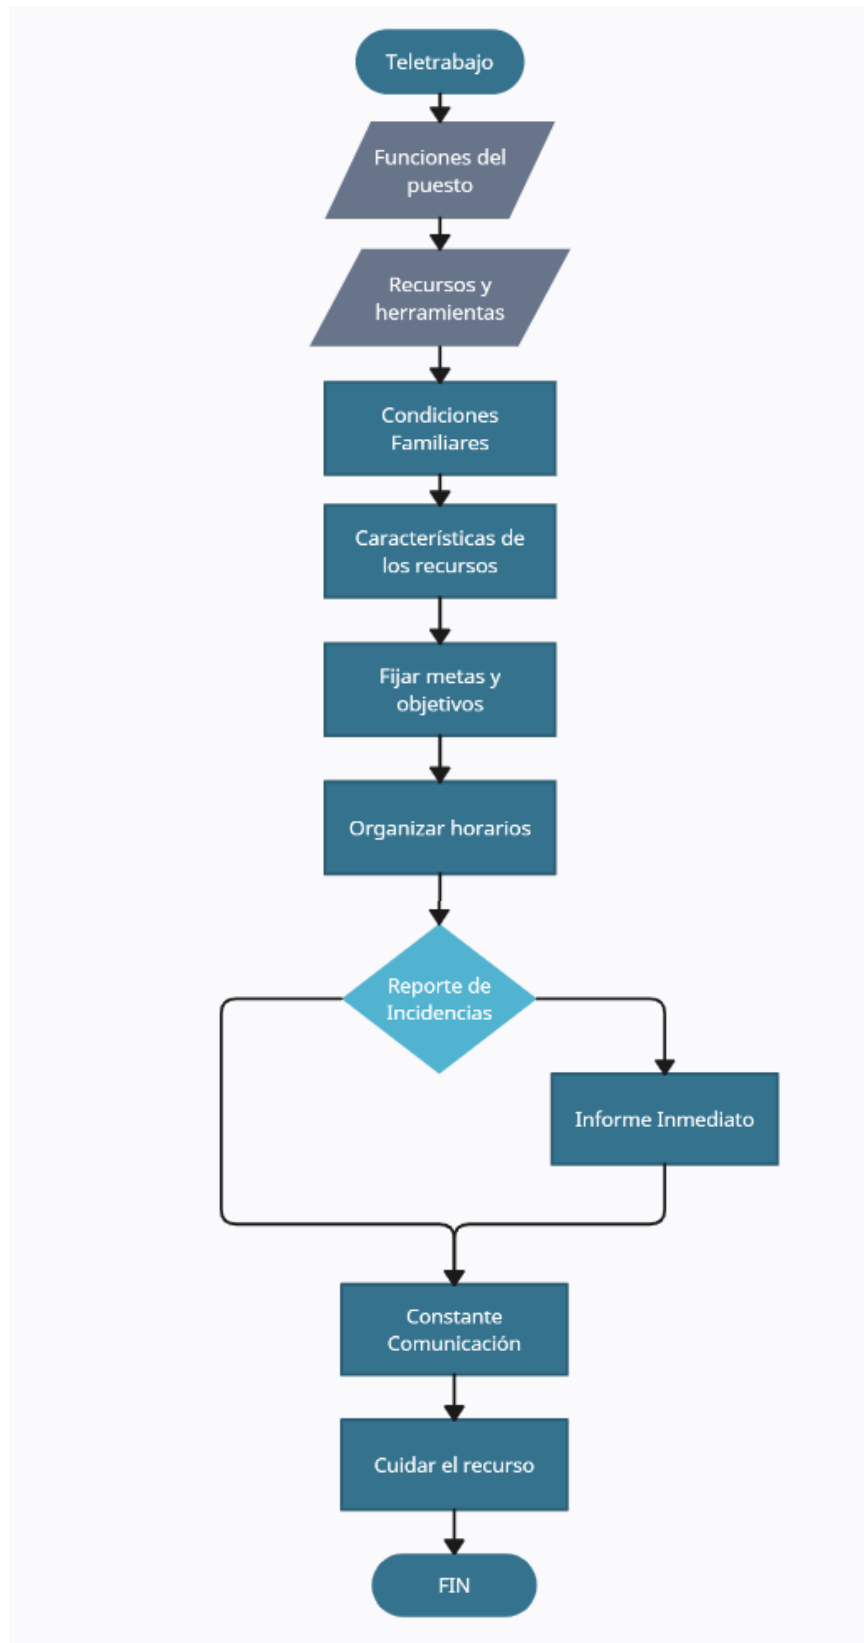 Teletrabajo
Funciones del
puesto
Recursos y
herramientas
Condiciones
Familiares
Características de
los recursos
Fijar metas y
objetivos
Organizar horarios
Reporte de
Incidencias
Informe Inmediato
Constante
Comunicación
Cuidar el recurso
FIN